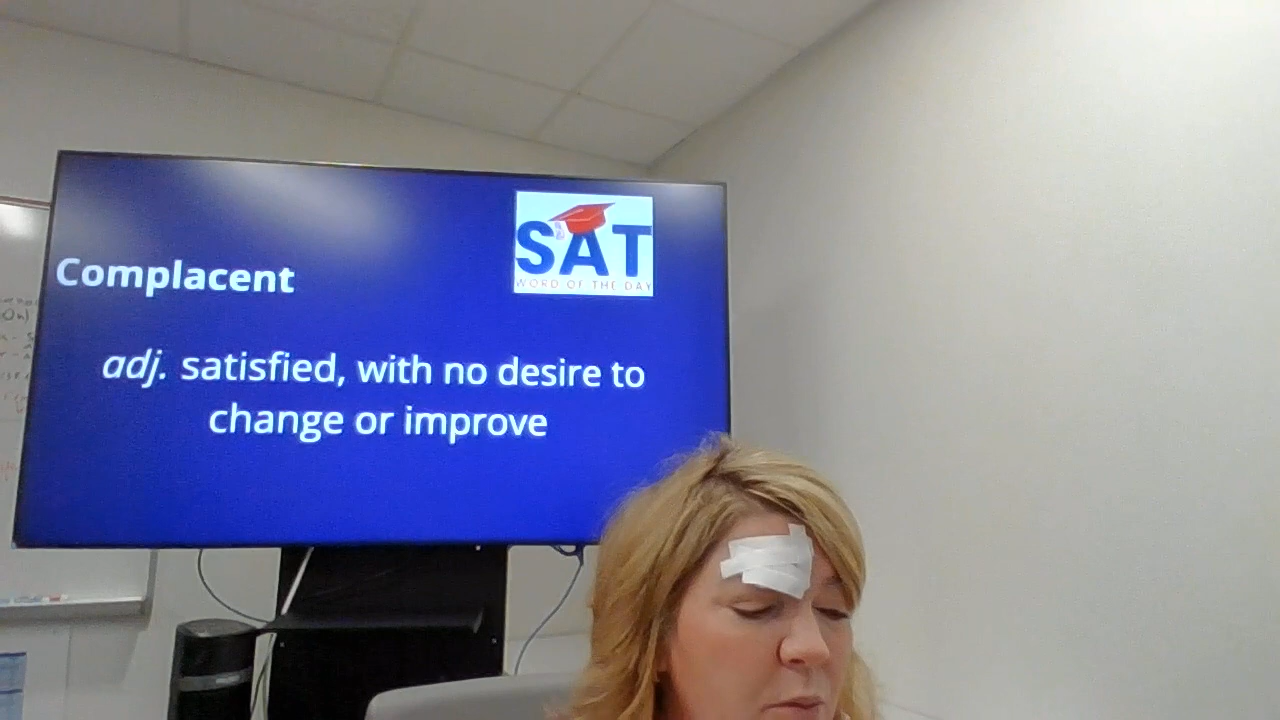 SAT
WORD OF THE DAY
Complacent
adj. satisfied, with no desire to
change or improve